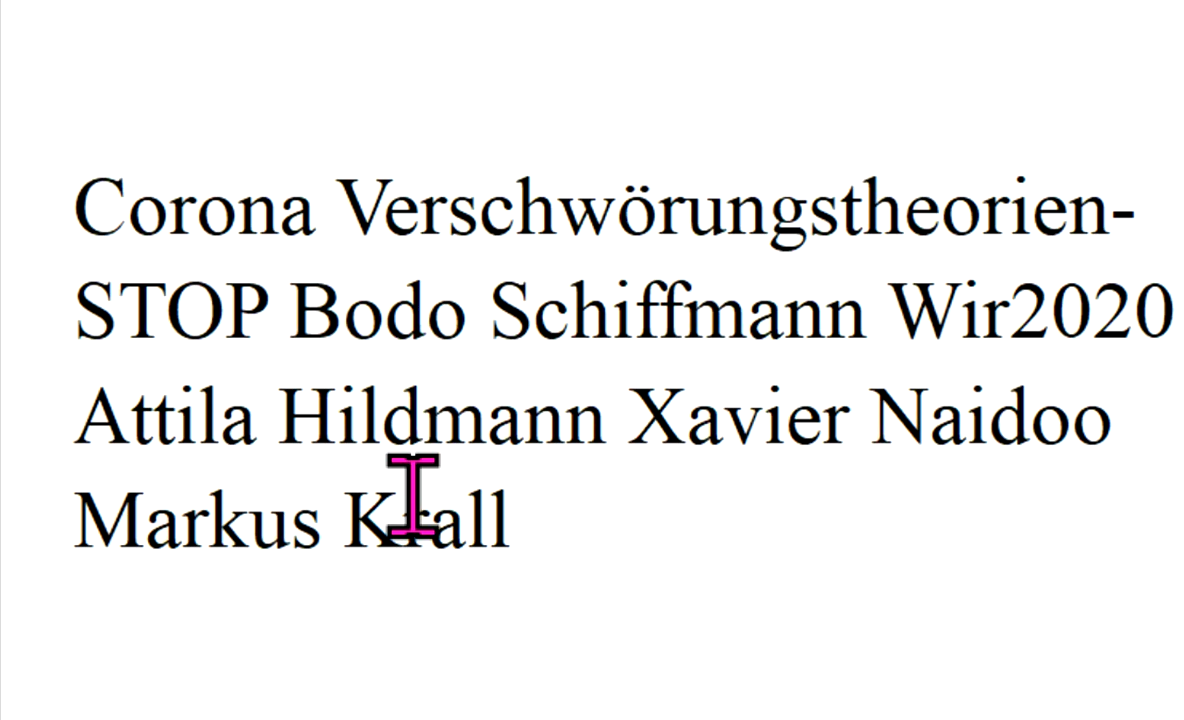 Corona Verschwörungstheorien-
STOP Bodo Schiffmann Wir2020
Attila Hildmann Xavier Naidoo
Markus Krall